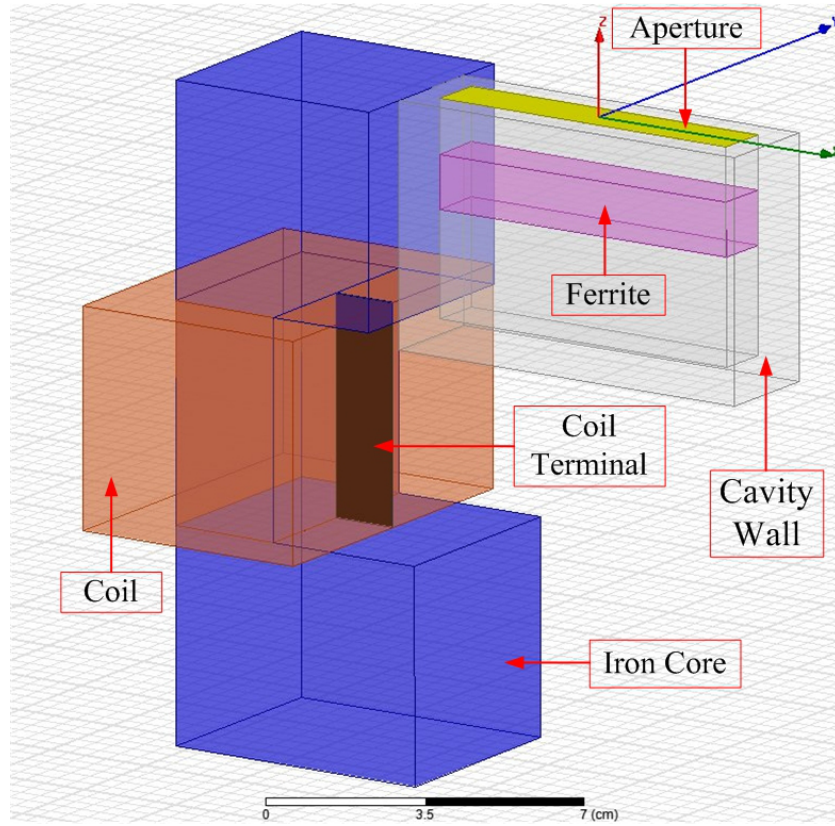 Z
Aperture
Ferrite
Coil
Terminal
Cavity
Wall
Coil
Iron Core
0
3.5
7 (cm)